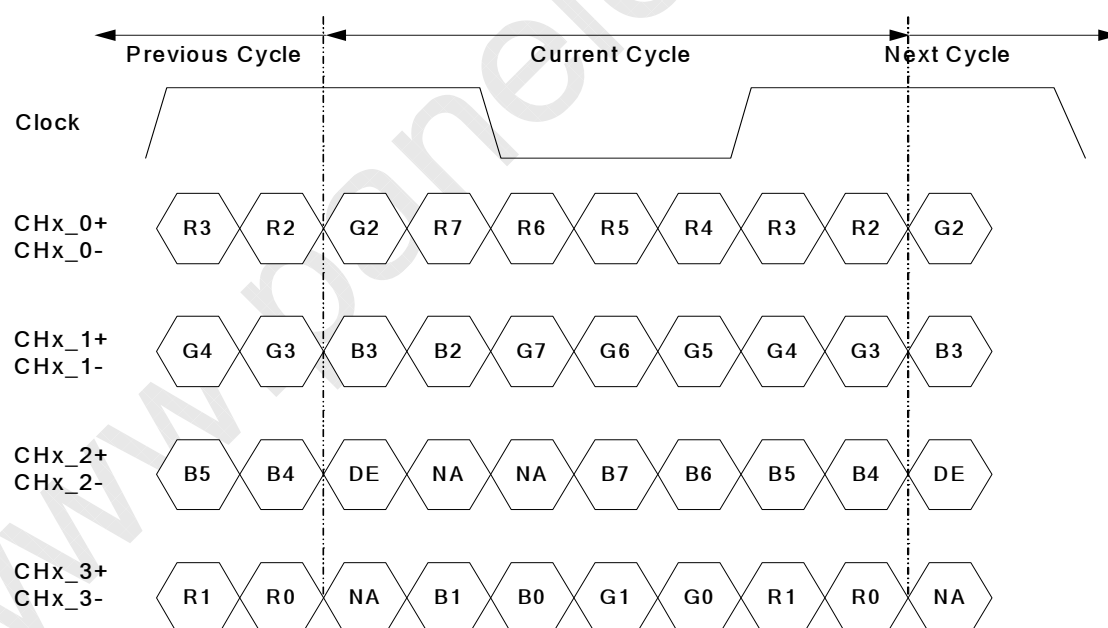 Previous Cycle Current Cycle Next Cycle
Clock
CHx_0+
CHx_0-
R3 R2 G2 R7 R6 R5 R4 R3 R2 G2
CHx_1+
CHx_1-
G4 G3 B3 B2 G7 G6 G5 G4 G3 B3
CHx_2+
CHx_2-
B5 B4 DE NA NA B7 B6 B5 B4 DE
CHx_3+
CHx_3-
R1 R0 NA B1 B0 G1 G0 R1 R0 NA